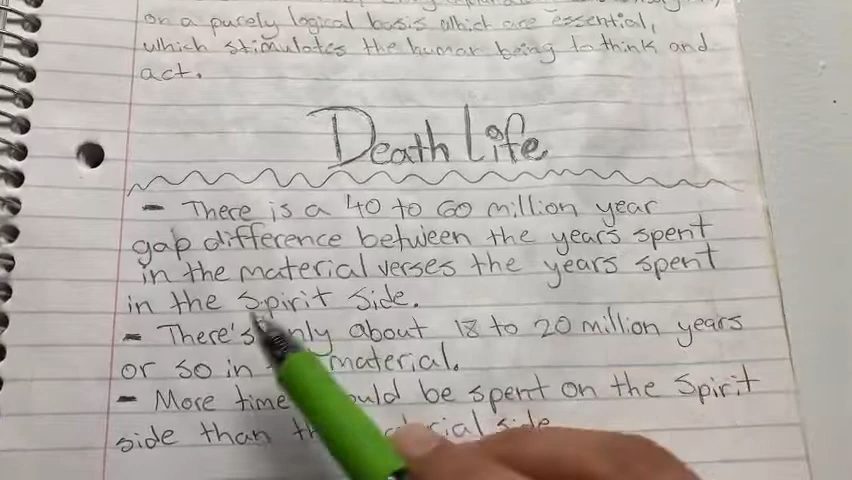 on a purely logical basis which are essential,
which stimulates the human being to think and
act.
Death Life
- There is a 40 to 60 million year
gap difference between the years spent
in the material verses the years spent
in the Spirit Side.
- There's only about 18 to 20 million years
or so in material.
- More time would be spent on the Spirit
side than the material side